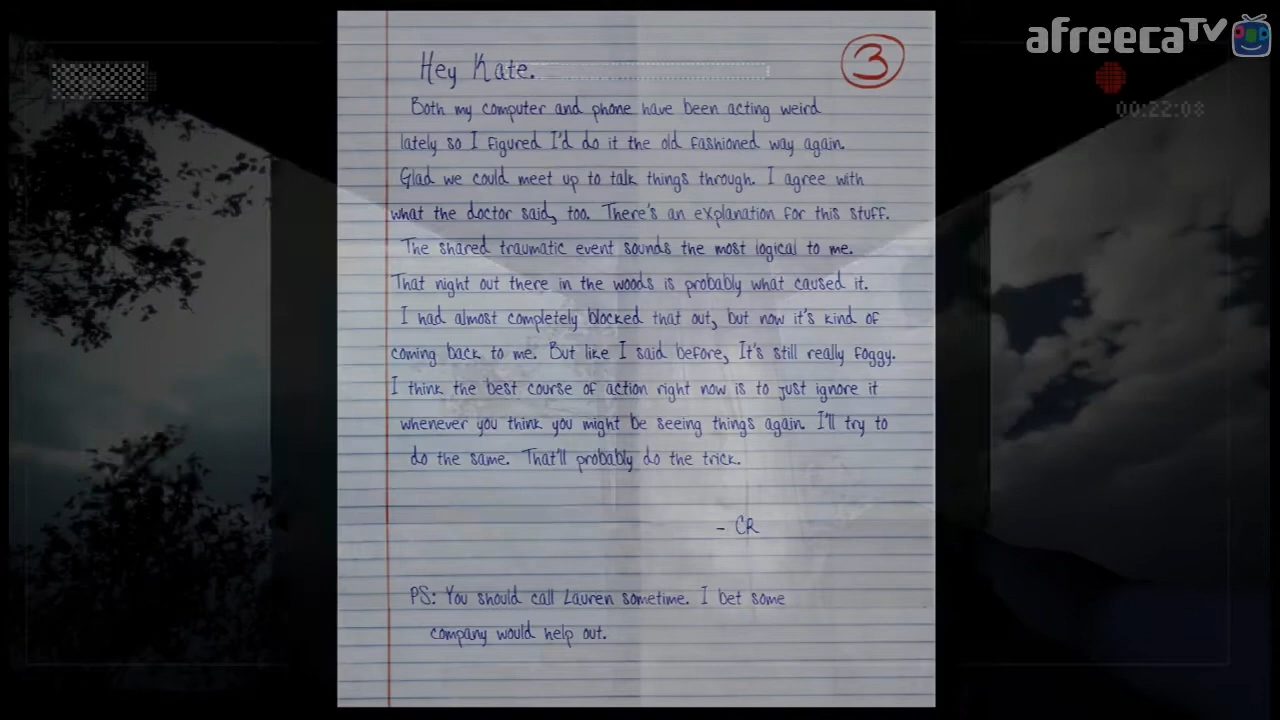 afreecaTV
3
00:22:08
Hey Kate.
Both my computer and phone have been acting weird
lately so I figured I'd do it the old fashioned way again.
Glad we could meet up to talk things through. I agree with
what the doctor said, too. There's an explanation for this stuff.
The shared traumatic event sounds the most logical to me.
That night out there in the woods is probably what caused it.
I had almost completely blocked that out, but now it's kind of
coming back to me. But like I said before, It's still really foggy.
I think the best course of action right now is to just ignore it
whenever you think you might be seeing things again. I'll try to
do the same. That'll probably do the trick.
- CR
PS: You should call Lauren sometime. I bet some
company would help out.